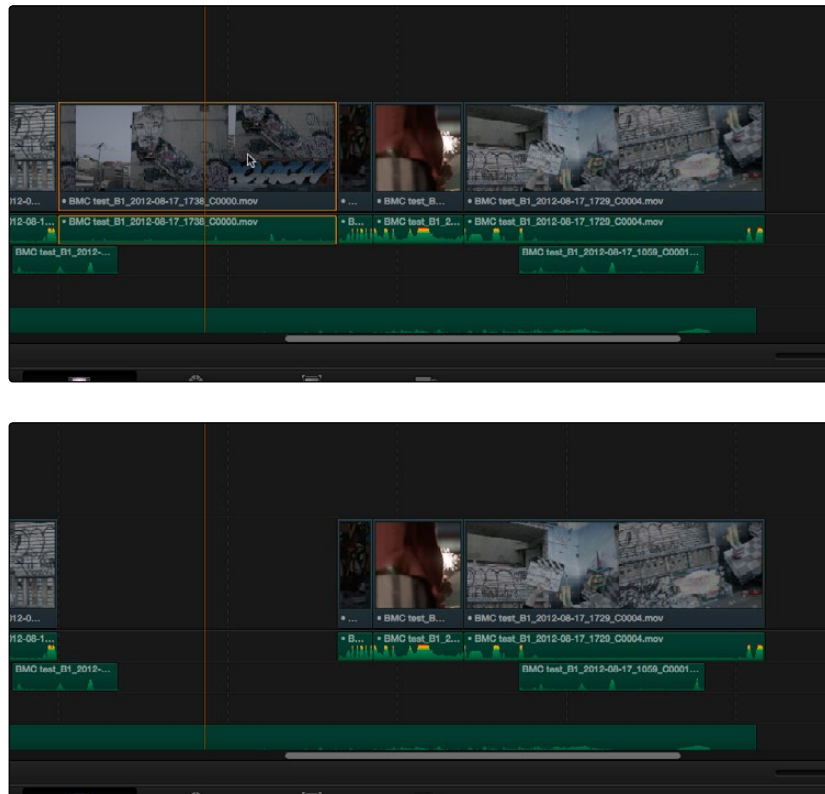 12-0...
• BMC test_B1_2012-08-17_1738_C0000.mov
• ...
• BMC test_B...
• BMC test_B1_2012-08-17_1729_C0004.mov
12-08-1...
• BMC test_B1_2012-08-17_1738_C0000.mov
• B...
• BMC test_B1_2...
• BMC test_B1_2012-08-17_1729_C0004.mov
BMC test_B1_2012-...
BMC test_B1_2012-08-17_1059_C0001...
12-0...
• ...
• BMC test_B...
• BMC test_B1_2012-08-17_1729_C0004.mov
12-08-1...
• B...
• BMC test_B1_2...
• BMC test_B1_2012-08-17_1729_C0004.mov
BMC test_B1_2012-...
BMC test_B1_2012-08-17_1059_C0001...